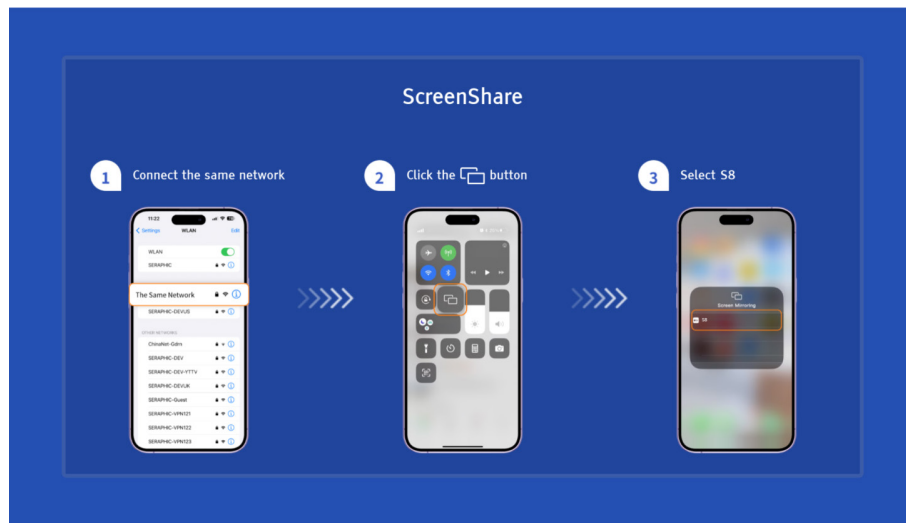 ScreenShare
1 Connect the same network
2 Click the button
3 Select S8
11:22
Settings WLAN Edit
WLAN
SERAPHIC
The Same Network
SERAPHIC-DEVUS
OTHER NETWORKS
ChinaNet-Gdm
SERAPHIC-DEV
SERAPHIC-DEV-YTTV
SERAPHIC-DEVUK
SERAPHIC-Guest
SERAPHIC-VPN121
SERAPHIC-VPN122
SERAPHIC-VPN123
Screen Mirroring
S8